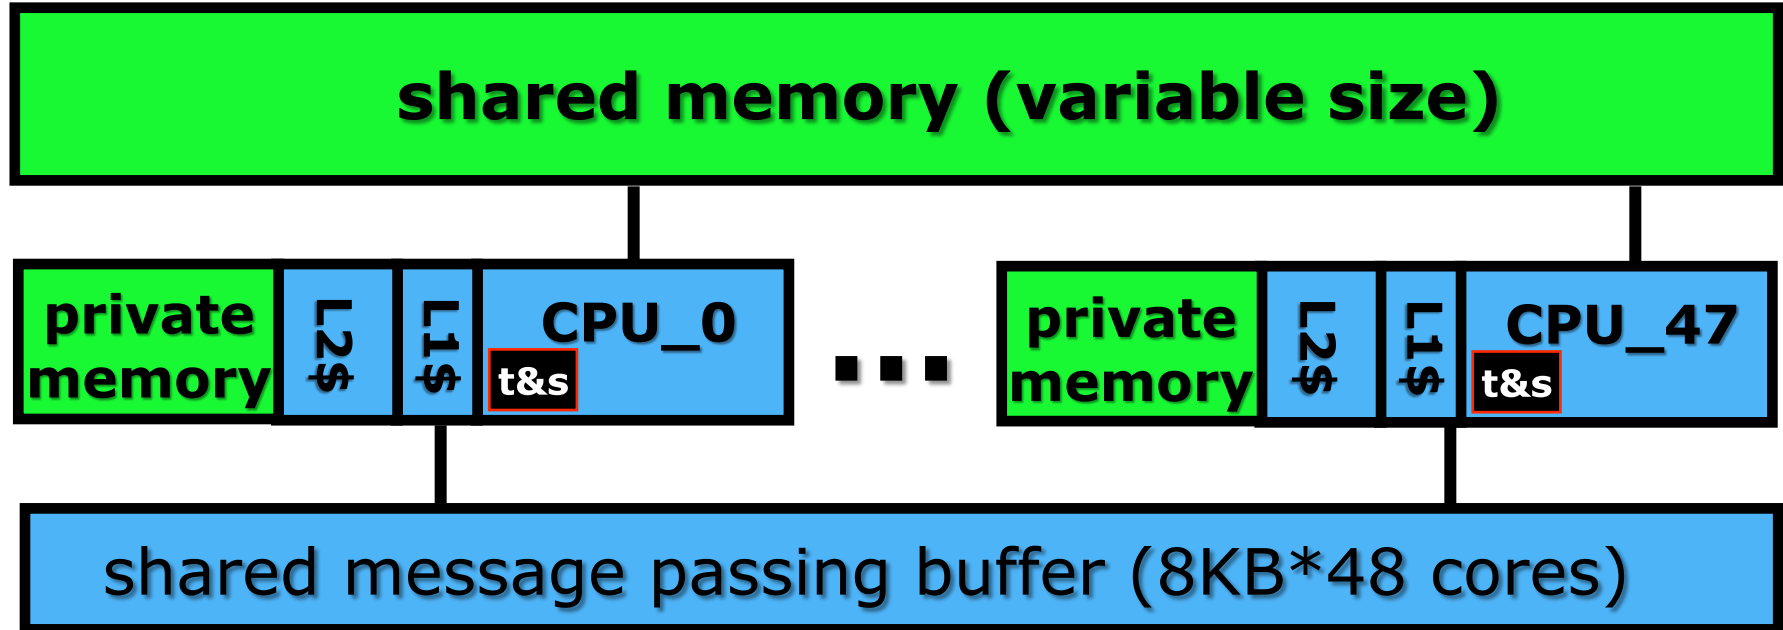 shared memory (variable size)
private
memory
L2$
L1$
CPU_0
t&s
...
private
memory
L2$
L1$
CPU_47
t&s
shared message passing buffer (8KB*48 cores)